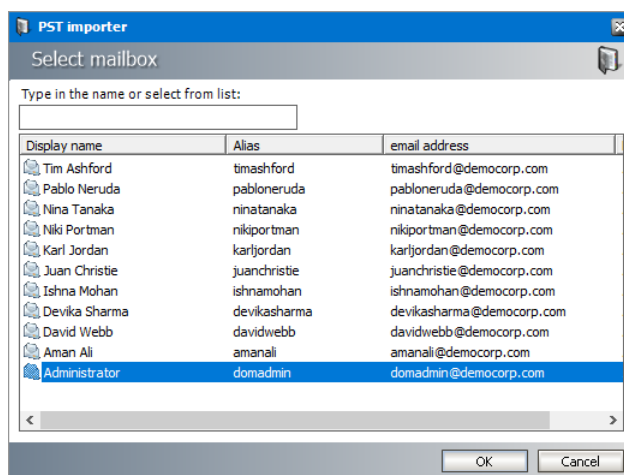 PST importer
Select mailbox
Type in the name or select from list:
Display name Alias email address
Tim Ashford timashford timashford@democorp.com
Pablo Neruda pabloneruda pabloneruda@democorp.com
Nina Tanaka ninatanaka ninatanaka@democorp.com
Niki Portman nikiportman nikiportman@democorp.com
Karl Jordan karljordan karljordan@democorp.com
Juan Christie juanchristie juanchristie@democorp.com
Ishna Mohan ishnamohan ishnamohan@democorp.com
Devika Sharma devikasharma devikasharma@democorp.com
David Webb davidwebb davidwebb@democorp.com
Aman Ali amanali amanali@democorp.com
Administrator domadmin domadmin@democorp.com
OK Cancel